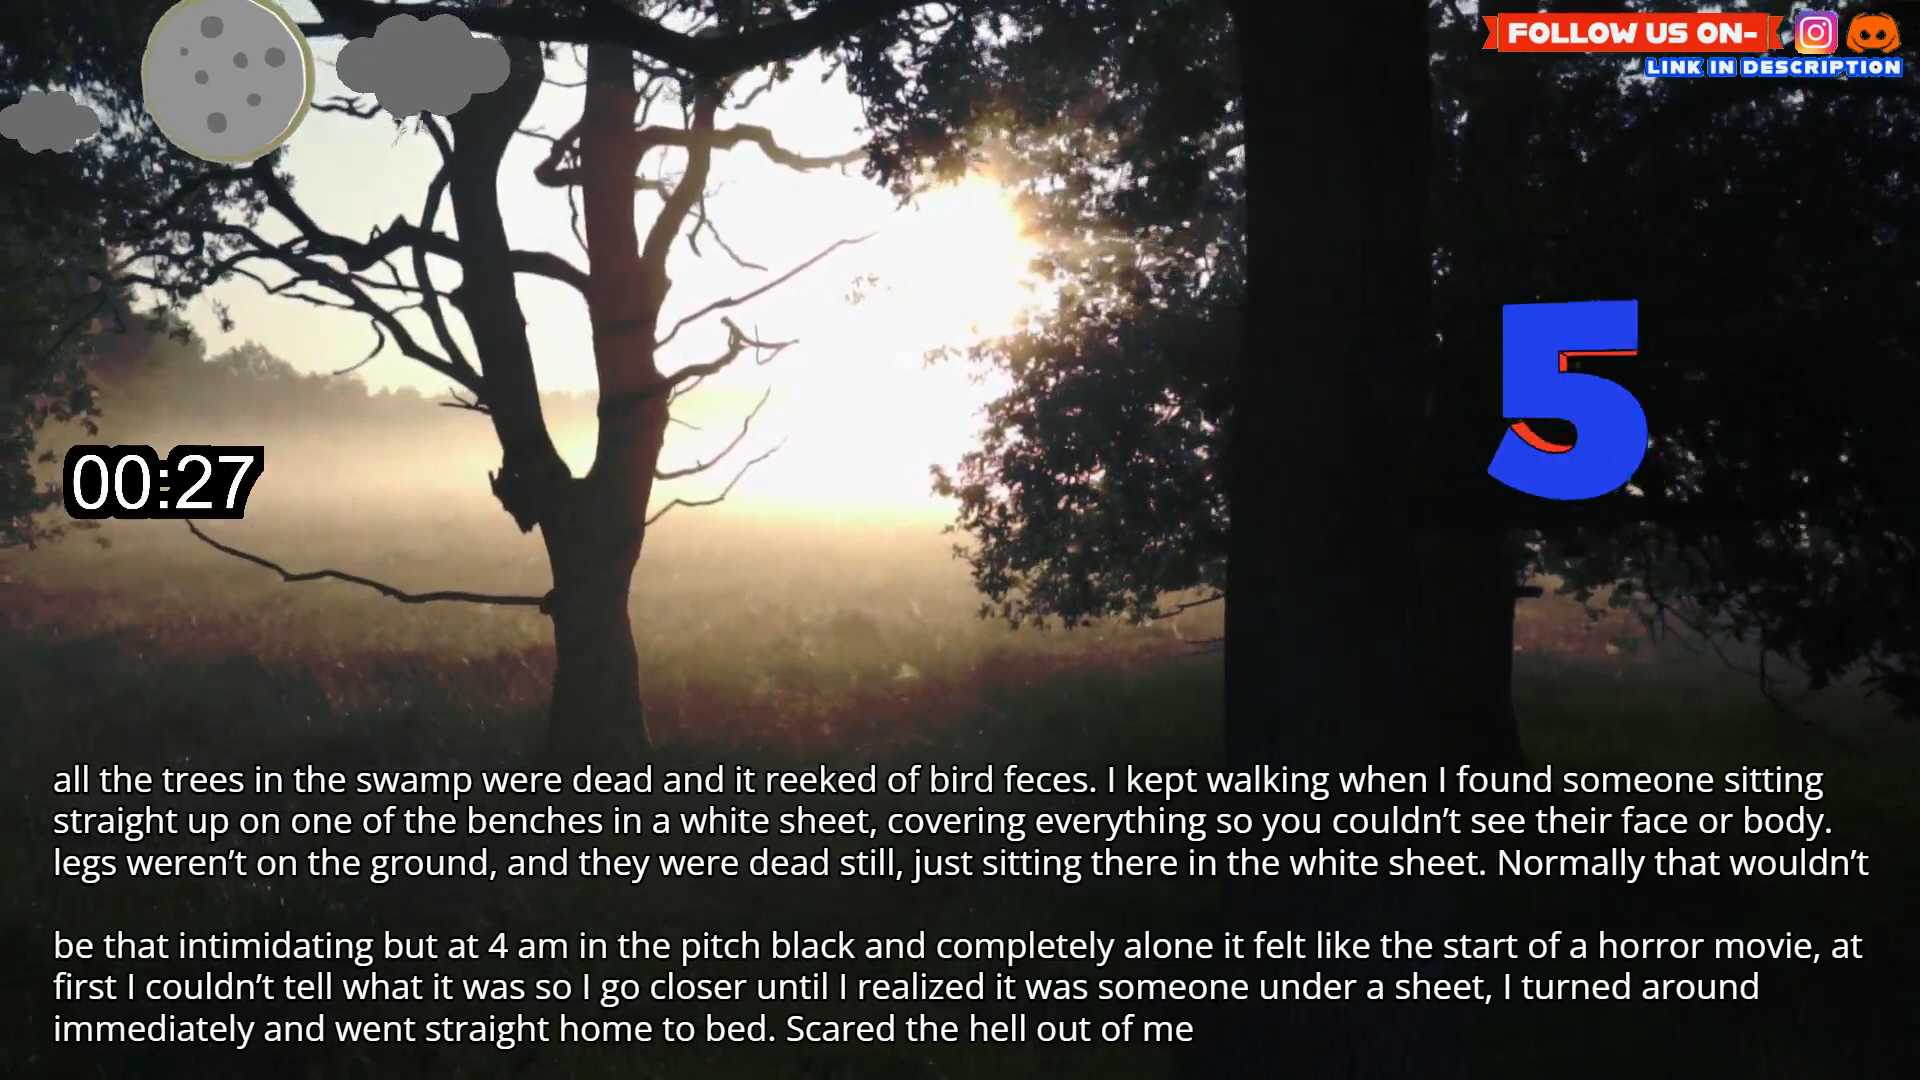 FOLLOW US ON-
LINK IN DESCRIPTION
5
00:27
all the trees in the swamp were dead and it reeked of bird feces. I kept walking when I found someone sitting
straight up on one of the benches in a white sheet, covering everything so you couldn’t see their face or body.
legs weren’t on the ground, and they were dead still, just sitting there in the white sheet. Normally that wouldn’t
be that intimidating but at 4 am in the pitch black and completely alone it felt like the start of a horror movie, at
first I couldn’t tell what it was so I go closer until I realized it was someone under a sheet, I turned around
immediately and went straight home to bed. Scared the hell out of me